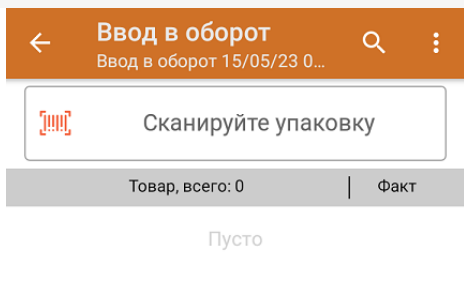 Ввод в оборот
Ввод в оборот 15/05/23 0...
Сканируйте упаковку
Товар, всего: 0 Факт
Пусто